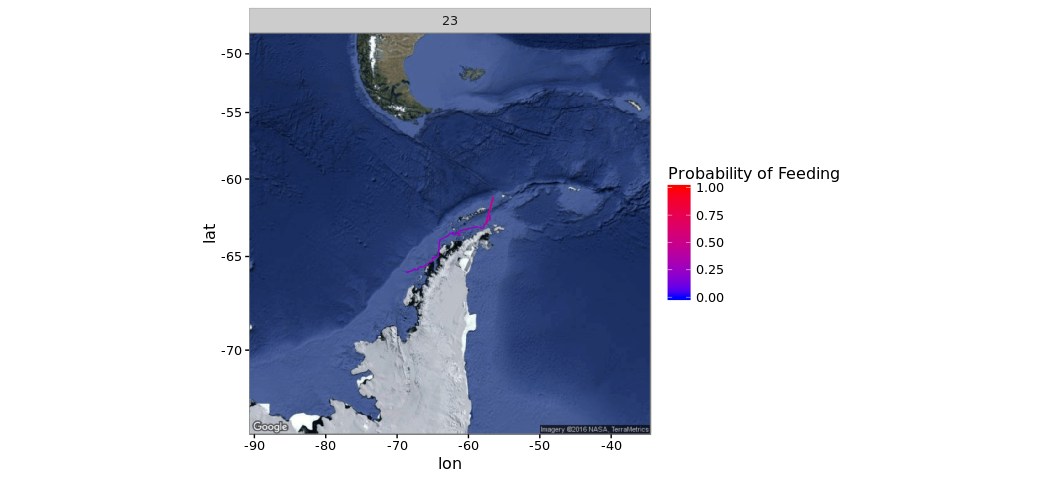 23
-50
-55
-60
-65
-70
lat
-90 -80 -70 -60 -50 -40
lon
Google
Imagery ©2016 NASA, TerraMetrics
Probability of Feeding
1.00
0.75
0.50
0.25
0.00